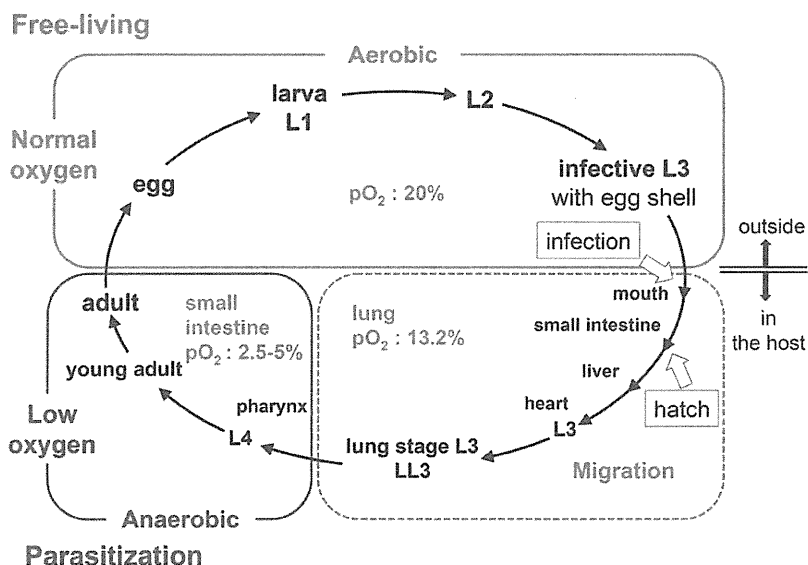 Free-living
Aerobic
larva
L1
L2
Normal
oxygen
egg
pO2 : 20%
infective L3
with egg shell
infection
outside
in
the host
mouth
small intestine
liver
hatch
heart
L3
Migration
lung
pO2 : 13.2%
lung stage L3
LL3
adult
small
intestine
pO2 : 2.5-5%
young adult
pharynx
L4
Low
oxygen
Anaerobic
Parasitization